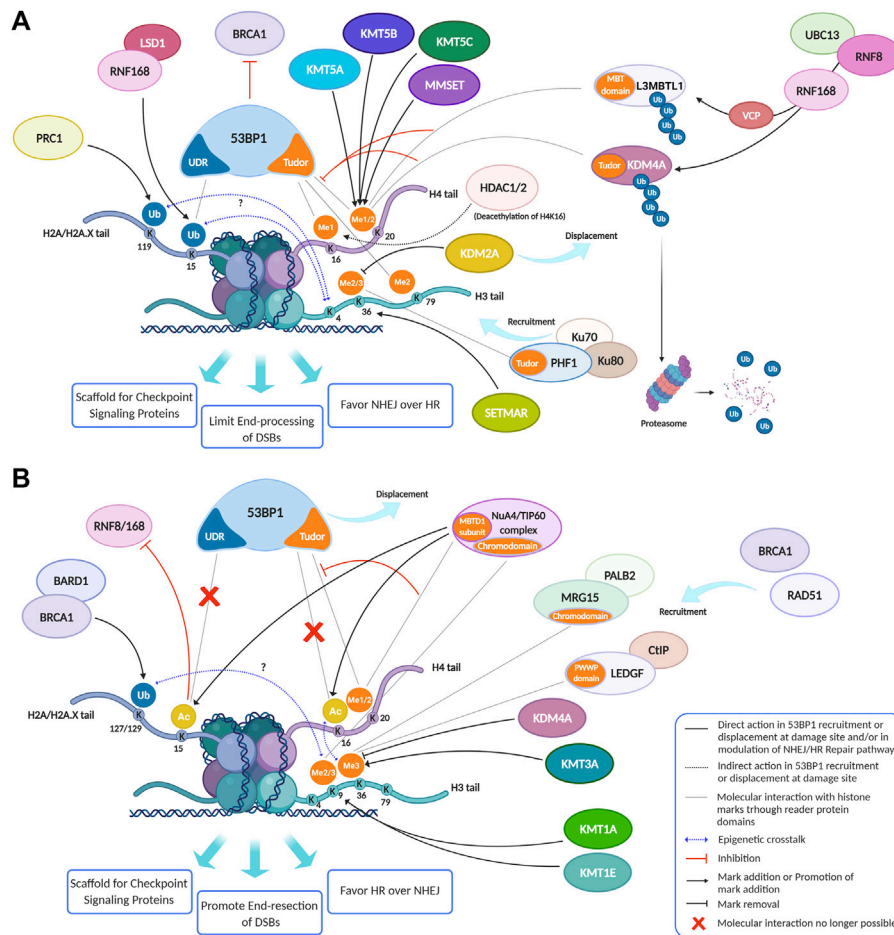 A
LSD1
RNF168
BRCA1
KMT5B
KMT5C
KMT5A
MMSET
UBC13
RNF8
RNF168
VCP
MBT
domain
L3MBTL1
Ub
Ub
Ub
Ub
PRC1
53BP1
UDR
Tudor
Tudor
KDM4A
Ub
Ub
Ub
Ub
H4 tail
HDAC1/2
(Deacethylation of H4K16)
?
Ub
Ub
Me1
Me1/2
H2A/H2A.X tail
K
119
K
15
K
16
K
20
KDM2A
Displacement
Me2/3
Me2
K
4
K
36
K
79
H3 tail
Recruitment
Ku70
Ku80
Tudor
PHF1
SETMAR
Scaffold for Checkpoint
Signaling Proteins
Limit End-processing
of DSBs
Favor NHEJ over HR
Proteasome
Ub
Ub
Ub
Ub
B
RNF8/168
53BP1
UDR
Tudor
Displacement
MBTD1
subunit
NuA4/TIP60
complex
Chromodomain
BARD1
BRCA1
PALB2
MRG15
Chromodomain
Recruitment
BRCA1
RAD51
CtIP
PWWP
domain
LEDGF
?
H4 tail
Ub
Ac
Ac
Me1/2
H2A/H2A.X tail
K
127/129
K
15
K
16
K
20
KDM4A
Me2/3
Me3
KMT3A
K
4
K
9
K
36
K
79
H3 tail
KMT1A
KMT1E
Scaffold for Checkpoint
Signaling Proteins
Promote End-resection
of DSBs
Favor HR over NHEJ
Direct action in 53BP1 recruitment
or displacement at damage site and/or in
modulation of NHEJ/HR Repair pathway
Indirect action in 53BP1 recruitment
or displacement at damage site
Molecular interaction with histone
marks trhough reader protein
domains
Epigenetic crosstalk
Inhibition
Mark addition or Promotion of
mark addition
Mark removal
Molecular interaction no longer possible